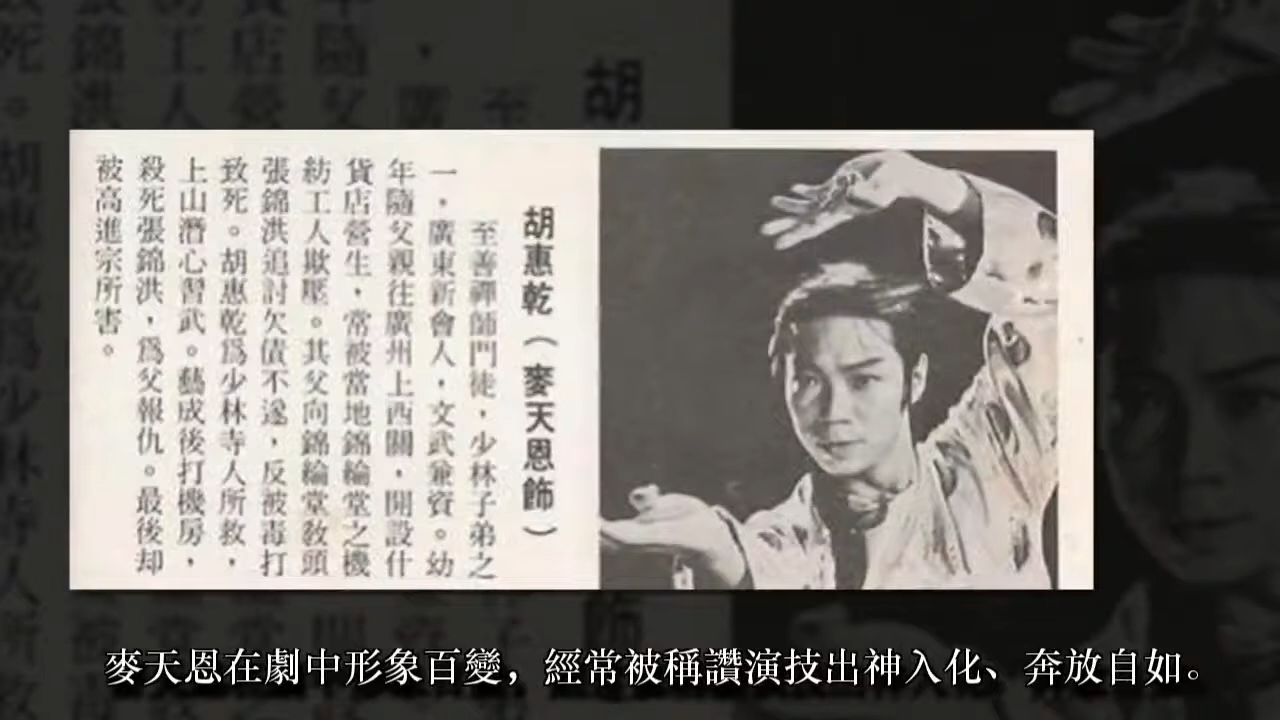 胡惠乾（麥天恩飾）
至善禪師門徒，少林子弟之
一，廣東新會人，文武兼資。幼
年隨父親往廣州上西關，開設什
貨店營生，常被當地錦綸堂之機
紡工人欺壓。其父向錦綸堂教頭
張錦洪追討欠債不遂，反被毒打
致死。胡惠乾爲少林寺人所救，
上山潛心習武。藝成後打機房，
殺死張錦洪，爲父報仇。最後却
被高進宗所害。
麥天恩在劇中形象百變，經常被稱讚演技出神入化、奔放自如。